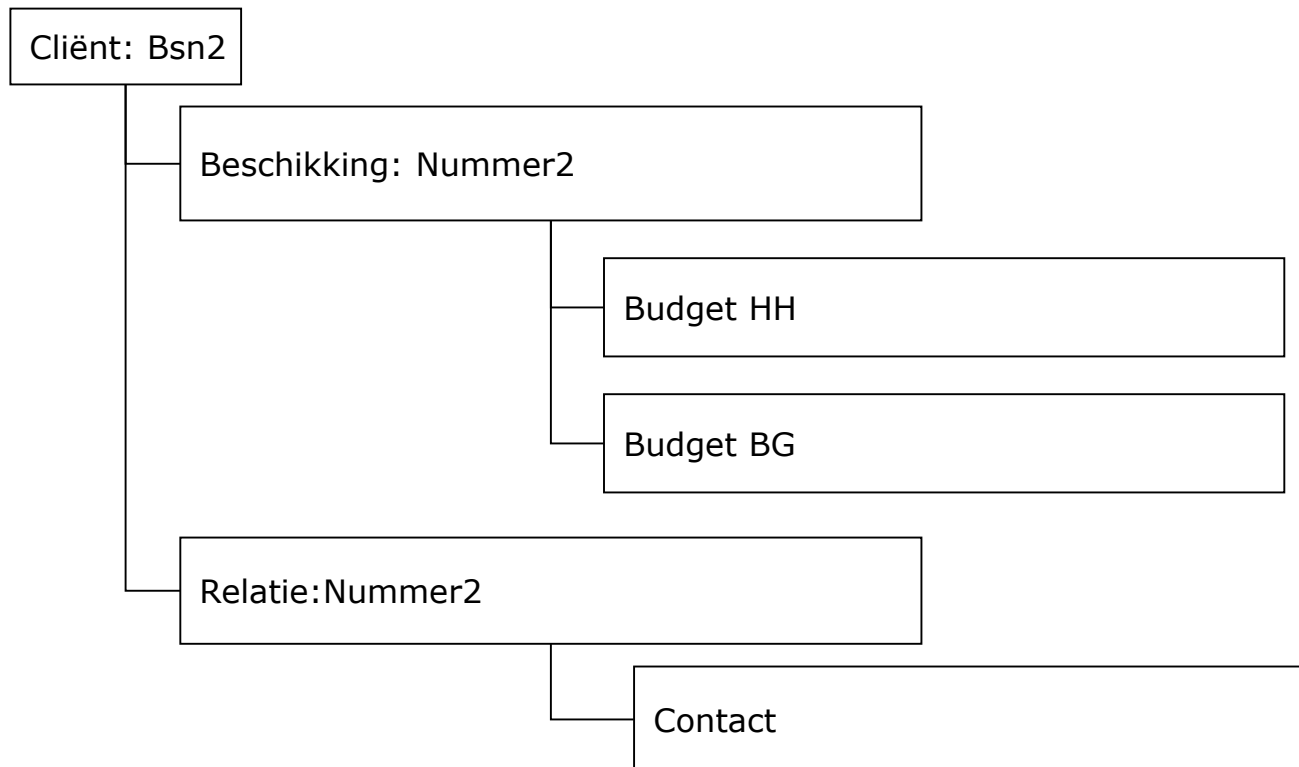 Cliënt: Bsn2
Beschikking: Nummer2
Budget HH
Budget BG
Relatie:Nummer2
Contact